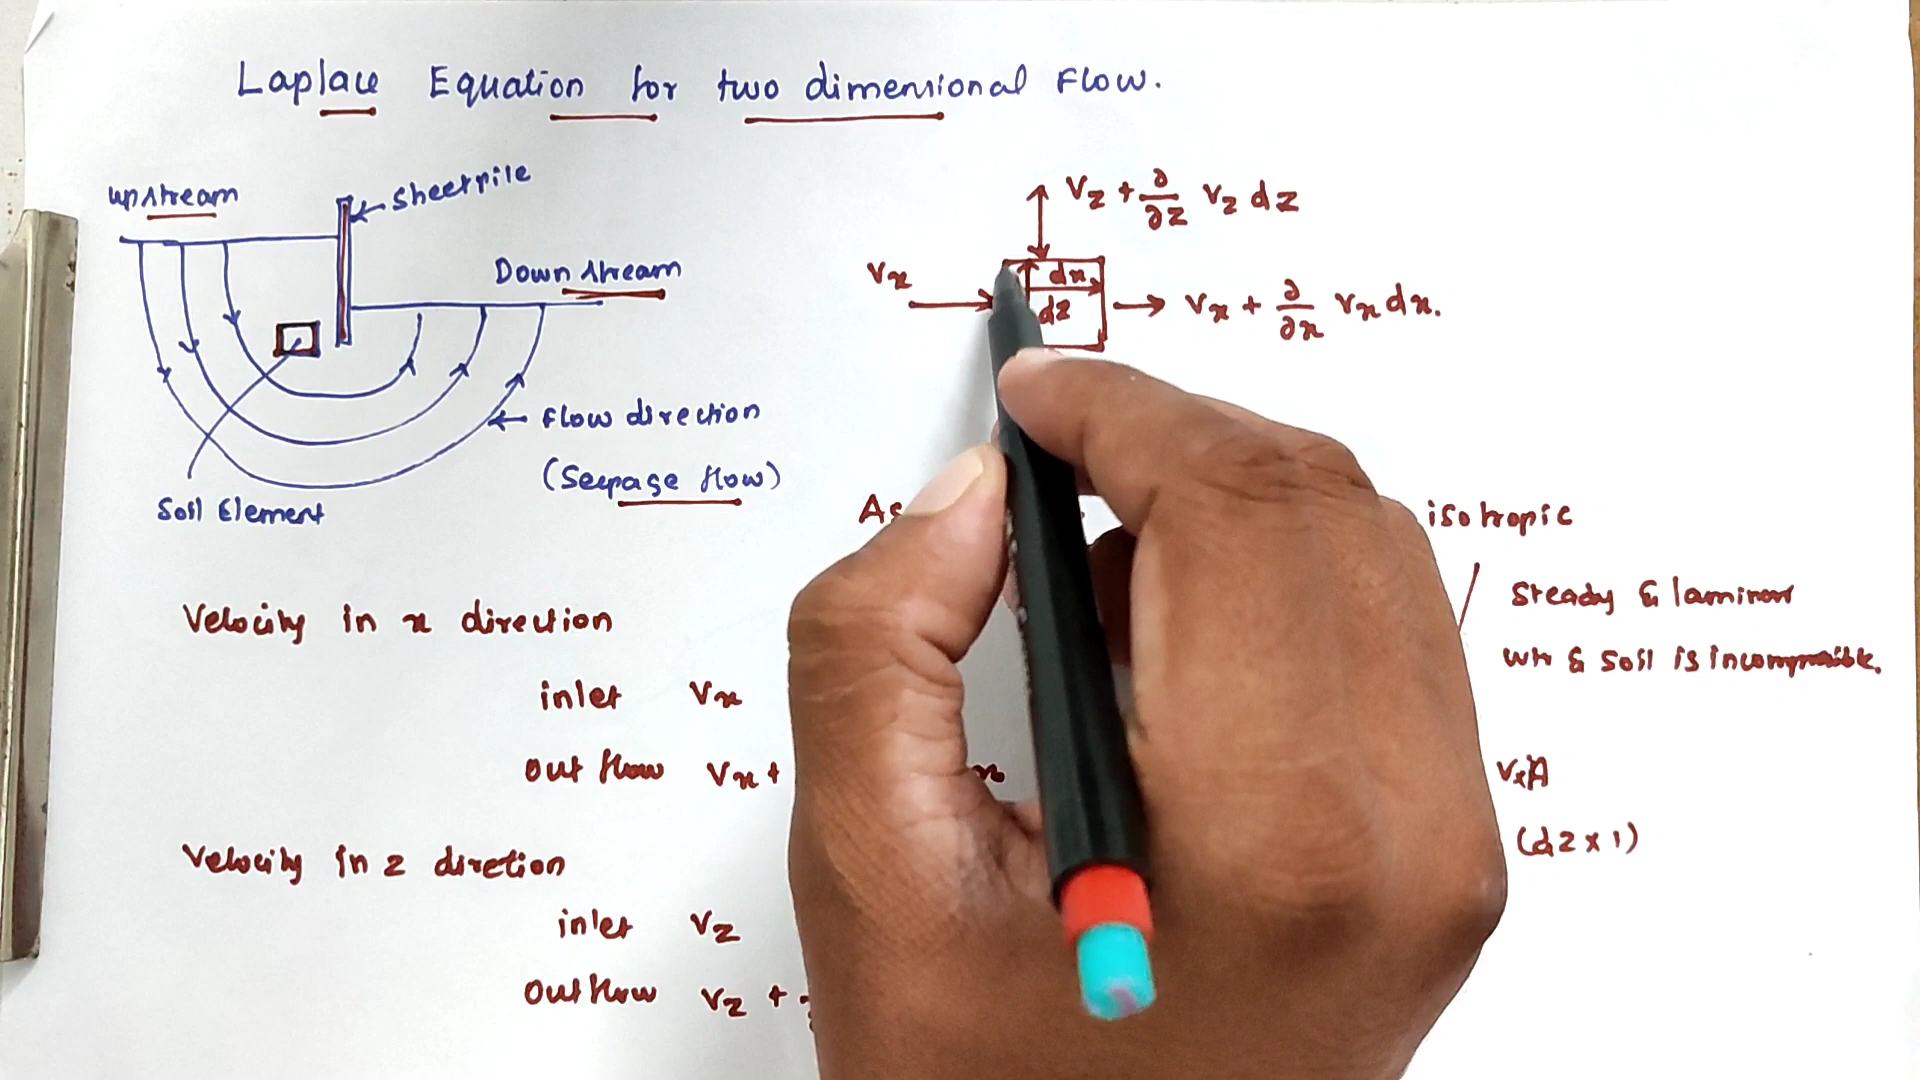 Laplace Equation for two dimensional Flow.
upstream
sheetpile
Down stream
Flow direction
(Seepage flow)
Soil Element
Vz + ∂/∂z Vz dz
Vx
dx
dz
Vx + ∂/∂x Vx dx.
isotropic
Steady & laminar
wtr & Soil is incompressible.
Velocity in x direction
inlet Vx
out flow Vx +
x
VxA
(dz x 1)
Velocity in z diretion
inlet Vz
Out flow Vz +